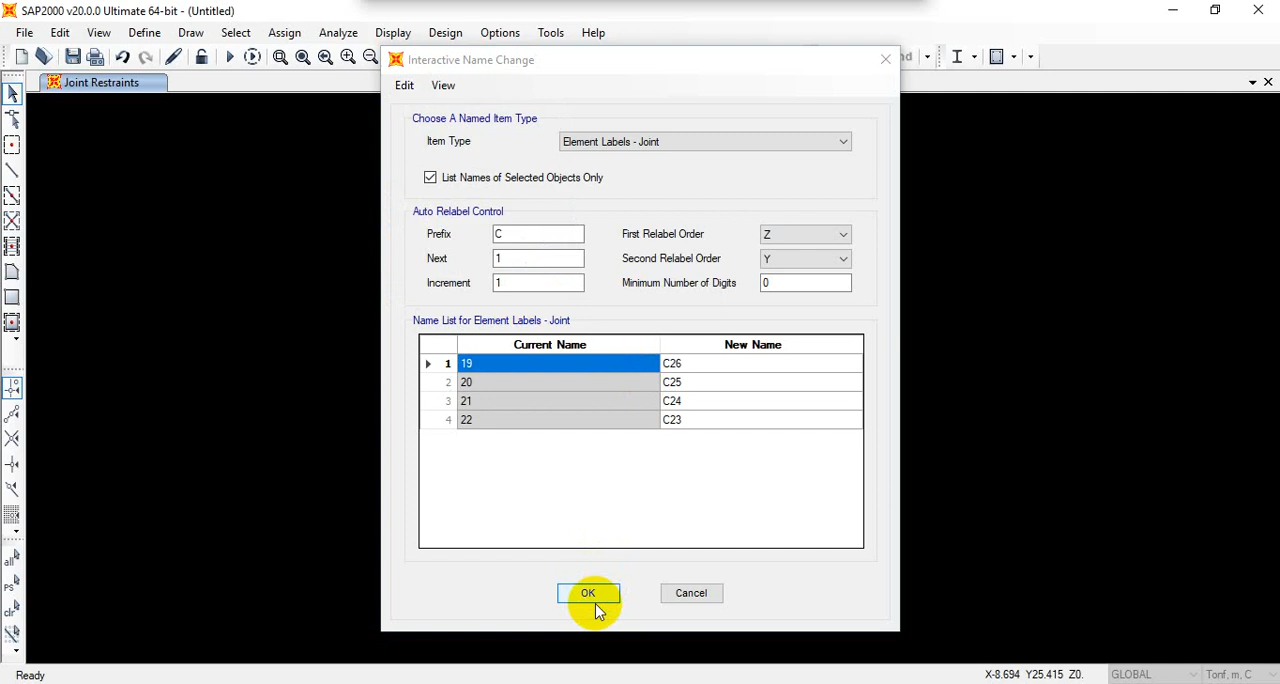 SAP2000 v20.0.0 Ultimate 64-bit - (Untitled)
File Edit View Define Draw Select Assign Analyze Display Design Options Tools Help
Joint Restraints
Interactive Name Change
Edit View
Choose A Named Item Type
Item Type Element Labels - Joint
List Names of Selected Objects Only
Auto Relabel Control
Prefix C First Relabel Order Z
Next 1 Second Relabel Order Y
Increment 1 Minimum Number of Digits 0
Name List for Element Labels - Joint
Current Name New Name
1 19 C26
2 20 C25
3 21 C24
4 22 C23
OK Cancel
nd
all
PS
clr
Ready X-8.694 Y25.415 Z0. GLOBAL Tonf, m, C